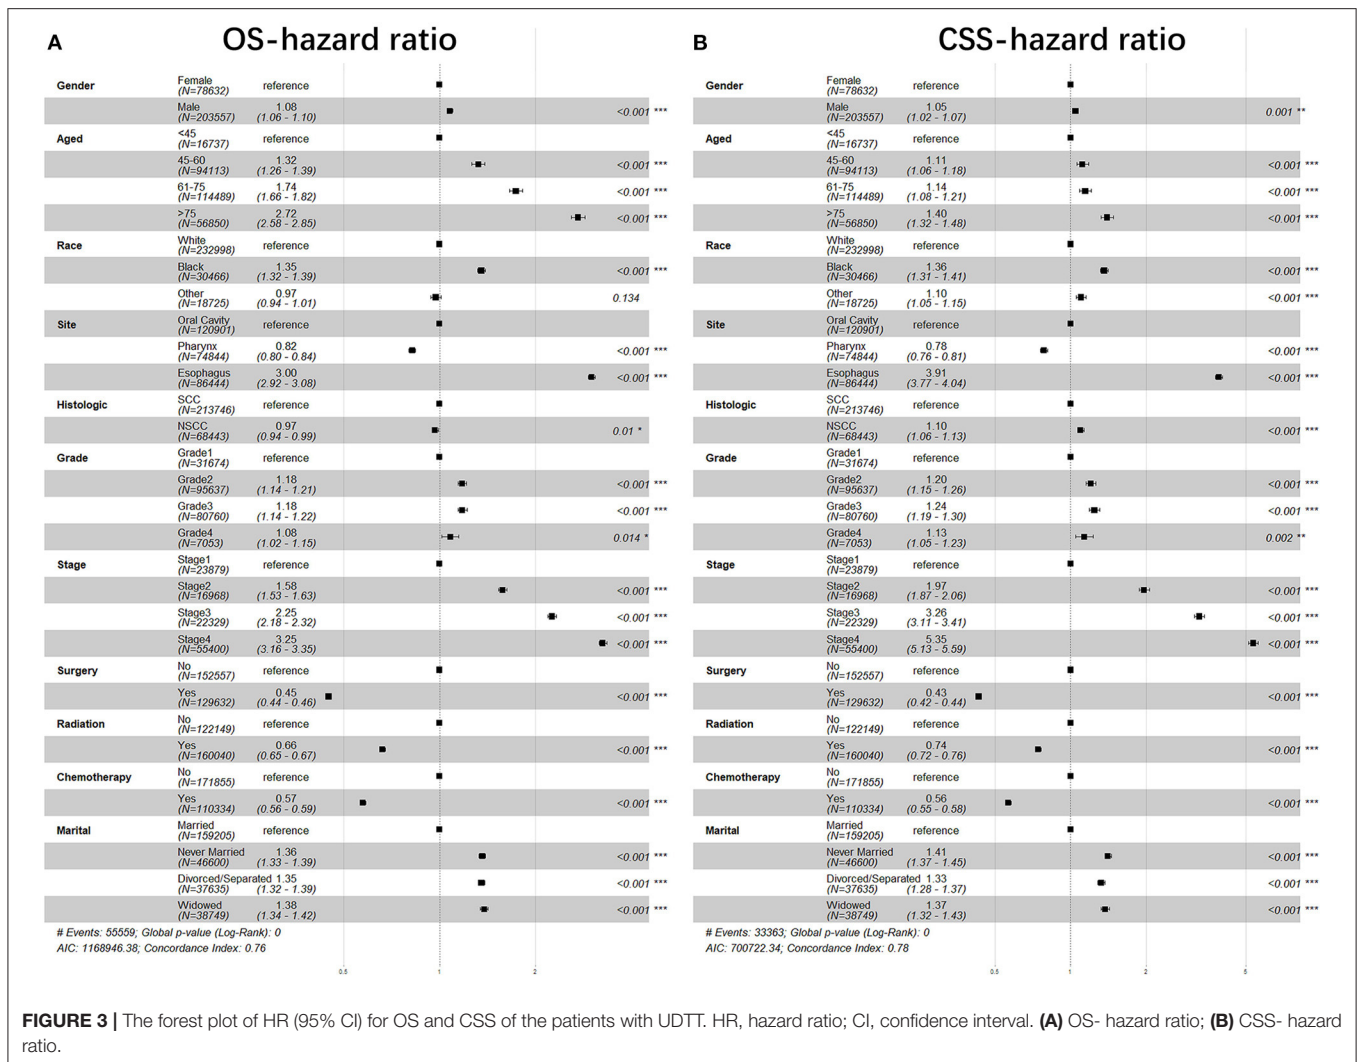 A OS-hazard ratio
Gender Female (N=78632) reference
Male (N=203557) 1.08 (1.06 - 1.10) <0.001 ***
Aged <45 (N=16737) reference
45-60 (N=94113) 1.32 (1.26 - 1.39) <0.001 ***
61-75 (N=114489) 1.74 (1.66 - 1.82) <0.001 ***
>75 (N=56850) 2.72 (2.58 - 2.85) <0.001 ***
Race White (N=232998) reference
Black (N=30466) 1.35 (1.32 - 1.39) <0.001 ***
Other (N=18725) 0.97 (0.94 - 1.01) 0.134
Site Oral Cavity (N=120901) reference
Pharynx (N=74844) 0.82 (0.80 - 0.84) <0.001 ***
Esophagus (N=86444) 3.00 (2.92 - 3.08) <0.001 ***
Histologic SCC (N=213746) reference
NSCC (N=68443) 0.97 (0.94 - 0.99) 0.01 *
Grade Grade1 (N=31674) reference
Grade2 (N=95637) 1.18 (1.14 - 1.21) <0.001 ***
Grade3 (N=80760) 1.18 (1.14 - 1.22) <0.001 ***
Grade4 (N=7053) 1.08 (1.02 - 1.15) 0.014 *
Stage Stage1 (N=23879) reference
Stage2 (N=16968) 1.58 (1.53 - 1.63) <0.001 ***
Stage3 (N=22329) 2.25 (2.18 - 2.32) <0.001 ***
Stage4 (N=55400) 3.25 (3.16 - 3.35) <0.001 ***
Surgery No (N=152557) reference
Yes (N=129632) 0.45 (0.44 - 0.46) <0.001 ***
Radiation No (N=122149) reference
Yes (N=160040) 0.66 (0.65 - 0.67) <0.001 ***
Chemotherapy No (N=171855) reference
Yes (N=110334) 0.57 (0.56 - 0.59) <0.001 ***
Marital Married (N=159205) reference
Never Married (N=46600) 1.36 (1.33 - 1.39) <0.001 ***
Divorced/Separated (N=37635) 1.35 (1.32 - 1.39) <0.001 ***
Widowed (N=38749) 1.38 (1.34 - 1.42) <0.001 ***
# Events: 55559; Global p-value (Log-Rank): 0
AIC: 1168946.38; Concordance Index: 0.76
0.5 1 2
B CSS-hazard ratio
Gender Female (N=78632) reference
Male (N=203557) 1.05 (1.02 - 1.07) 0.001 **
Aged <45 (N=16737) reference
45-60 (N=94113) 1.11 (1.06 - 1.18) <0.001 ***
61-75 (N=114489) 1.14 (1.08 - 1.21) <0.001 ***
>75 (N=56850) 1.40 (1.32 - 1.48) <0.001 ***
Race White (N=232998) reference
Black (N=30466) 1.36 (1.31 - 1.41) <0.001 ***
Other (N=18725) 1.10 (1.05 - 1.15) <0.001 ***
Site Oral Cavity (N=120901) reference
Pharynx (N=74844) 0.78 (0.76 - 0.81) <0.001 ***
Esophagus (N=86444) 3.91 (3.77 - 4.04) <0.001 ***
Histologic SCC (N=213746) reference
NSCC (N=68443) 1.10 (1.06 - 1.13) <0.001 ***
Grade Grade1 (N=31674) reference
Grade2 (N=95637) 1.20 (1.15 - 1.26) <0.001 ***
Grade3 (N=80760) 1.24 (1.19 - 1.30) <0.001 ***
Grade4 (N=7053) 1.13 (1.05 - 1.23) 0.002 **
Stage Stage1 (N=23879) reference
Stage2 (N=16968) 1.97 (1.87 - 2.06) <0.001 ***
Stage3 (N=22329) 3.26 (3.11 - 3.41) <0.001 ***
Stage4 (N=55400) 5.35 (5.13 - 5.59) <0.001 ***
Surgery No (N=152557) reference
Yes (N=129632) 0.43 (0.42 - 0.44) <0.001 ***
Radiation No (N=122149) reference
Yes (N=160040) 0.74 (0.72 - 0.76) <0.001 ***
Chemotherapy No (N=171855) reference
Yes (N=110334) 0.56 (0.55 - 0.58) <0.001 ***
Marital Married (N=159205) reference
Never Married (N=46600) 1.41 (1.37 - 1.45) <0.001 ***
Divorced/Separated (N=37635) 1.33 (1.28 - 1.37) <0.001 ***
Widowed (N=38749) 1.37 (1.32 - 1.43) <0.001 ***
# Events: 33363; Global p-value (Log-Rank): 0
AIC: 700722.34; Concordance Index: 0.78
0.5 1 2 5
FIGURE 3 | The forest plot of HR (95% CI) for OS and CSS of the patients with UDTT. HR, hazard ratio; CI, confidence interval. (A) OS- hazard ratio; (B) CSS- hazard
ratio.